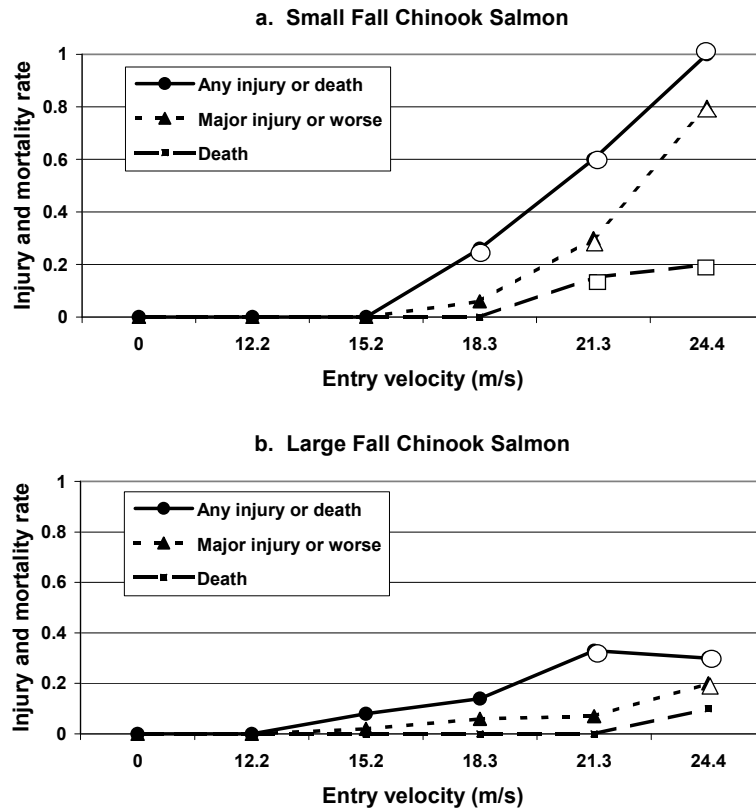 a. Small Fall Chinook Salmon
1
0.8
0.6
0.4
0.2
0
Any injury or death
Major injury or worse
Death
Injury and mortality rate
0 12.2 15.2 18.3 21.3 24.4
Entry velocity (m/s)
b. Large Fall Chinook Salmon
1
0.8
0.6
0.4
0.2
0
Any injury or death
Major injury or worse
Death
Injury and mortality rate
0 12.2 15.2 18.3 21.3 24.4
Entry velocity (m/s)